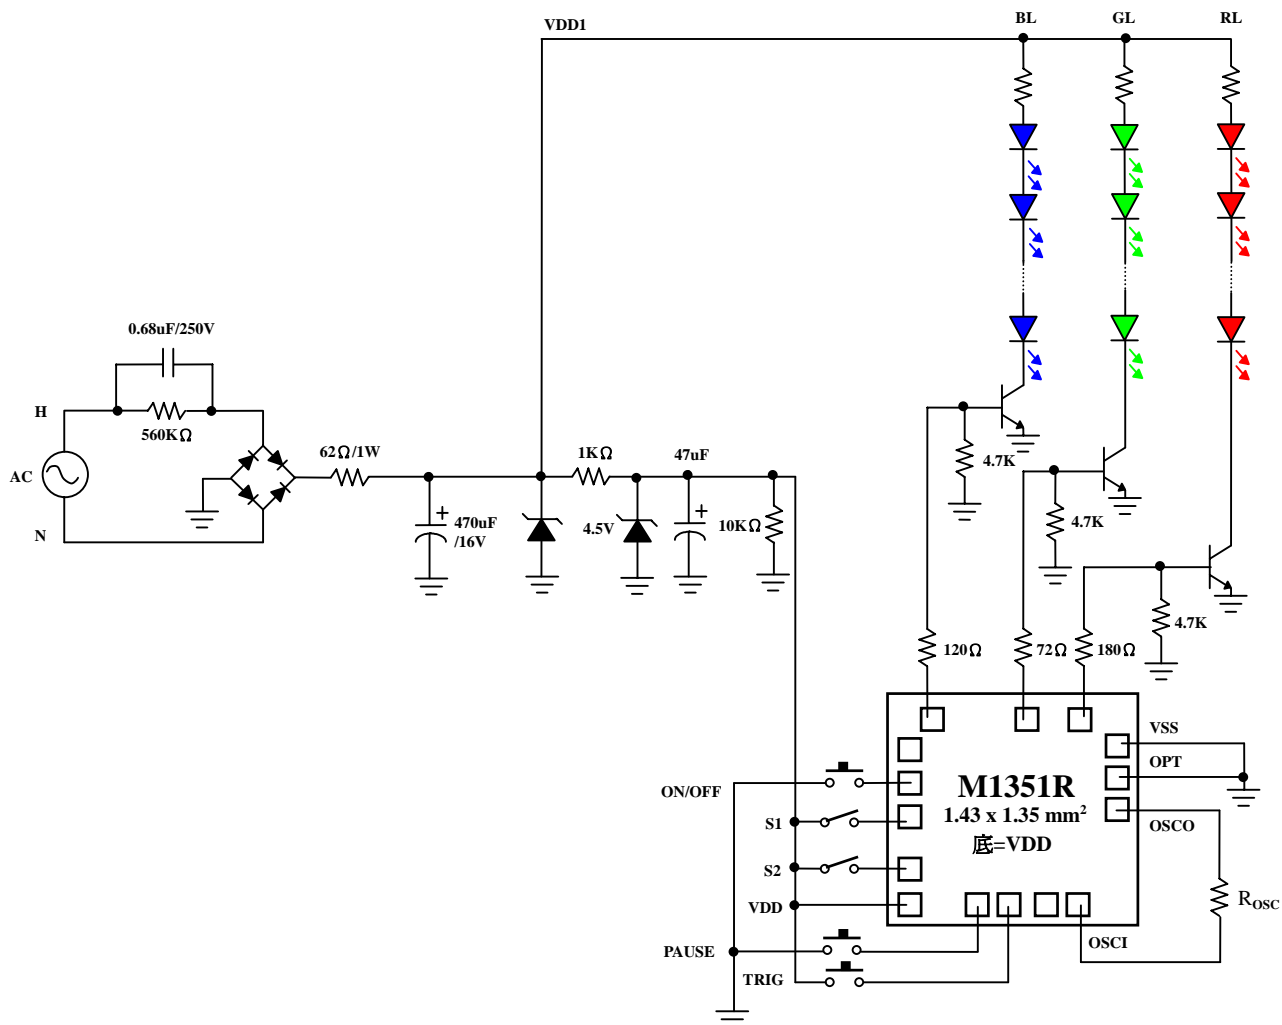 VDD1
BL
GL
RL
0.68uF/250V
H
560KΩ
AC
N
62Ω/1W
1KΩ
47uF
470uF
/16V
4.5V
10KΩ
4.7K
4.7K
4.7K
120Ω
72Ω
180Ω
VSS
OPT
OSCO
ON/OFF
M1351R
1.43 x 1.35 mm²
底=VDD
S1
S2
VDD
ROSC
OSCI
PAUSE
TRIG